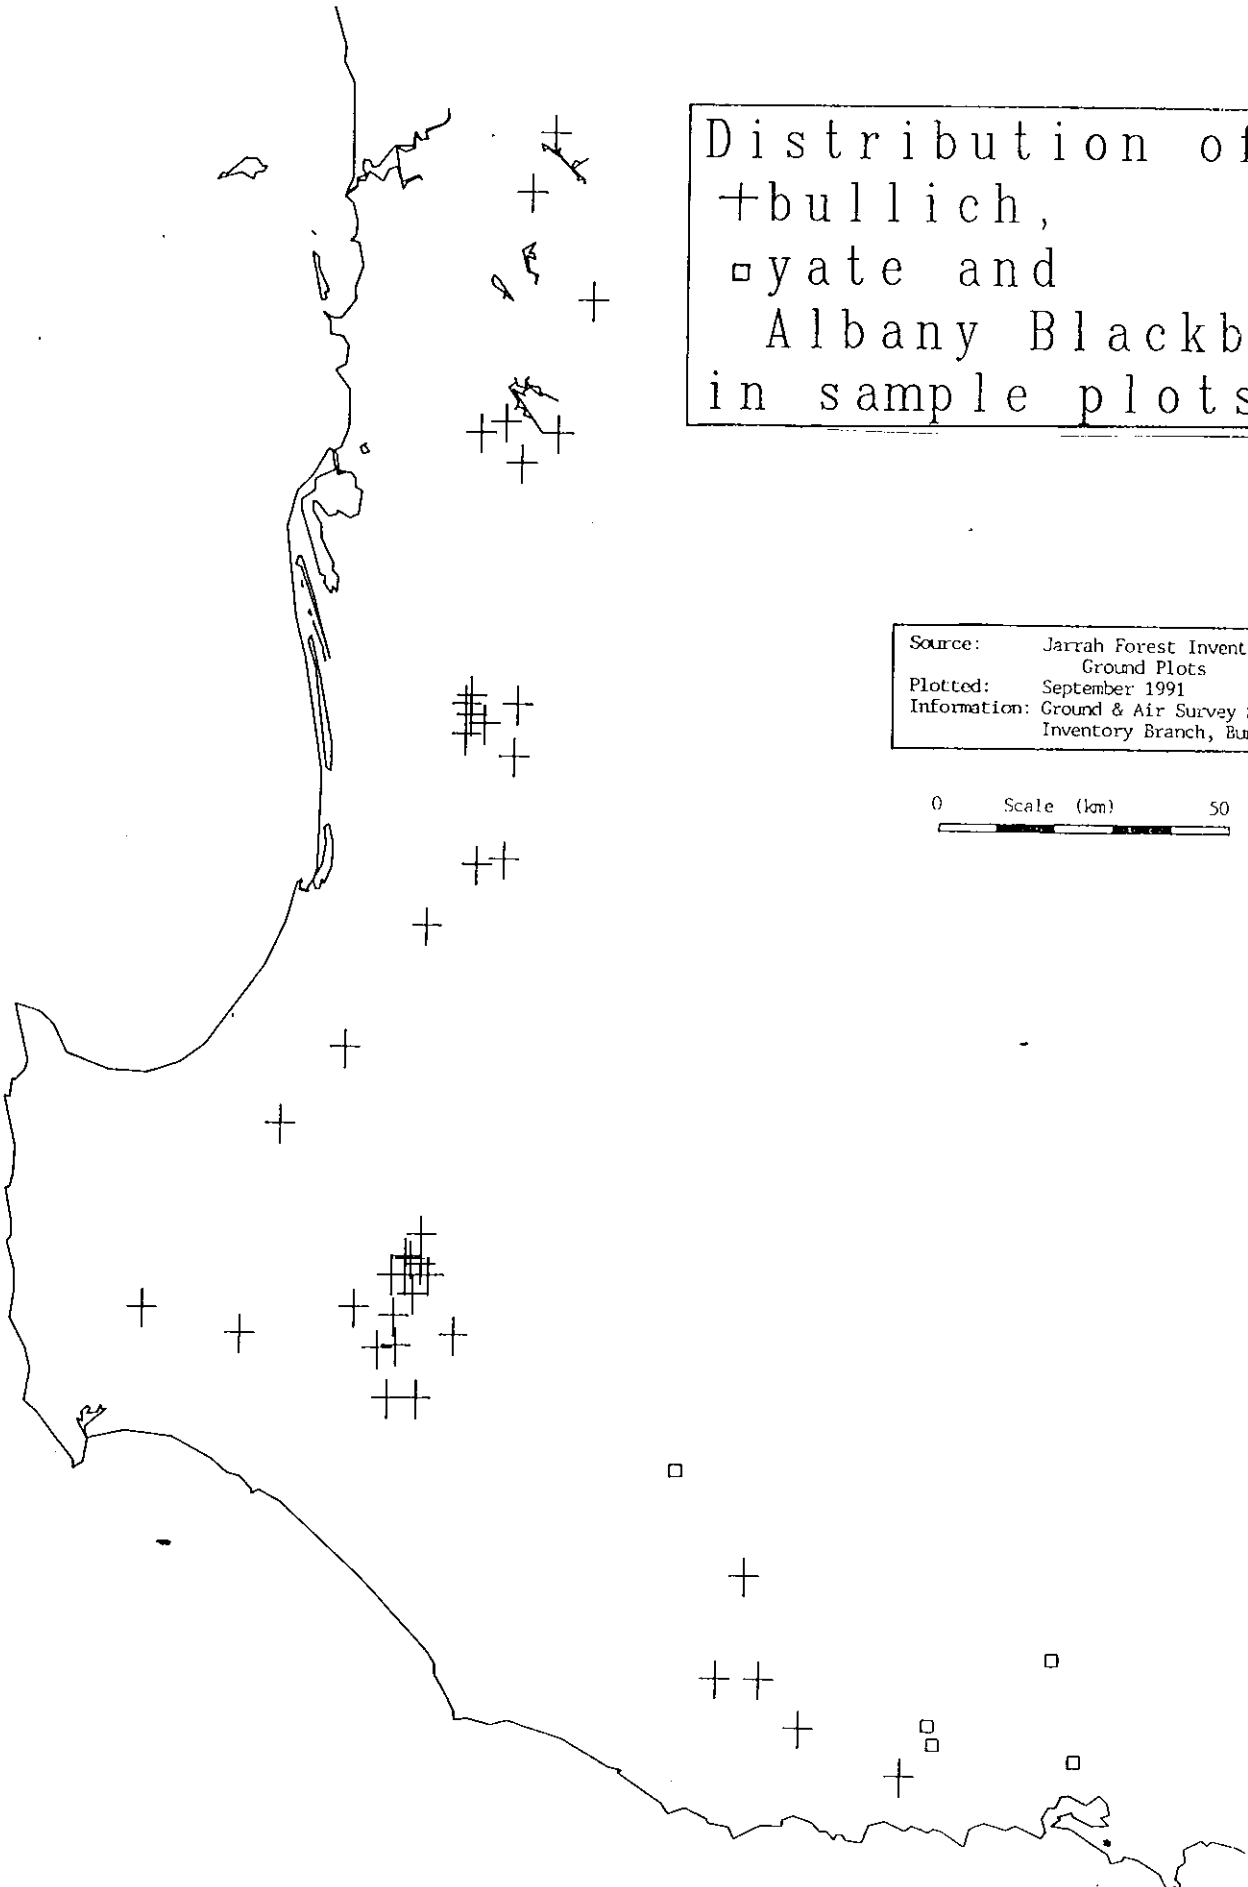 Distribution of
+bullich,
▫yate and
Albany Blackb
in sample plots
Source: Jarrah Forest Invent
Ground Plots
Plotted: September 1991
Information: Ground & Air Survey
Inventory Branch, Bu
0 Scale (km) 50